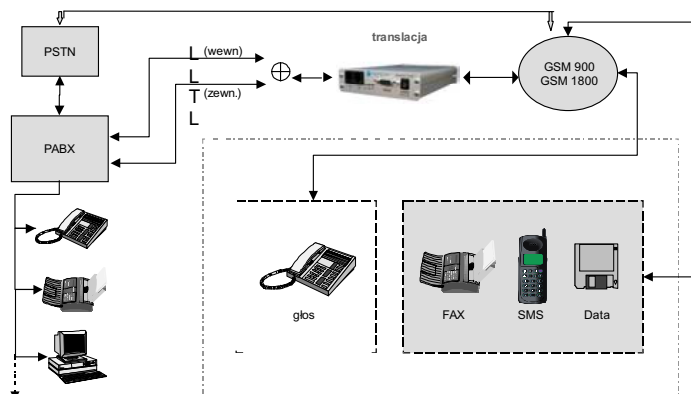 translacja
PSTN
L (wewn)
L
T (zewn.)
L
GSM 900
GSM 1800
PABX
głos
FAX
SMS
Data